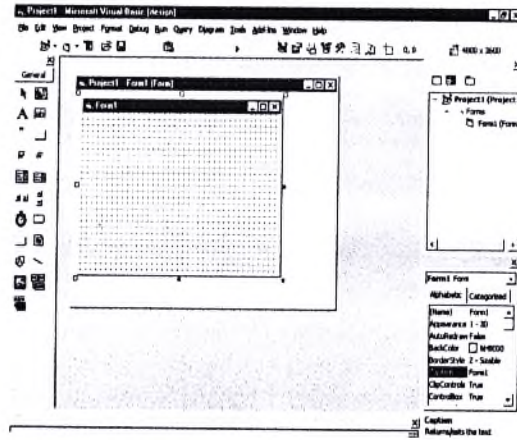 Project1 - Microsoft Visual Basic [design]
File Edit View Project Format Debug Run Query Diagram Tools Add-Ins Window Help
0, 0
4800 x 3600
General
Project1 - Form1 (Form)
Form1
Project1 (Project
Forms
Form1 (Form
Form1 Form
Alphabetic Categorized
(Name) Form1
Appearance 1 - 3D
AutoRedraw False
BackColor
BorderStyle 2 - Sizable
Caption Form1
ClipControls True
ControlBox True
Caption
Returns/sets the text